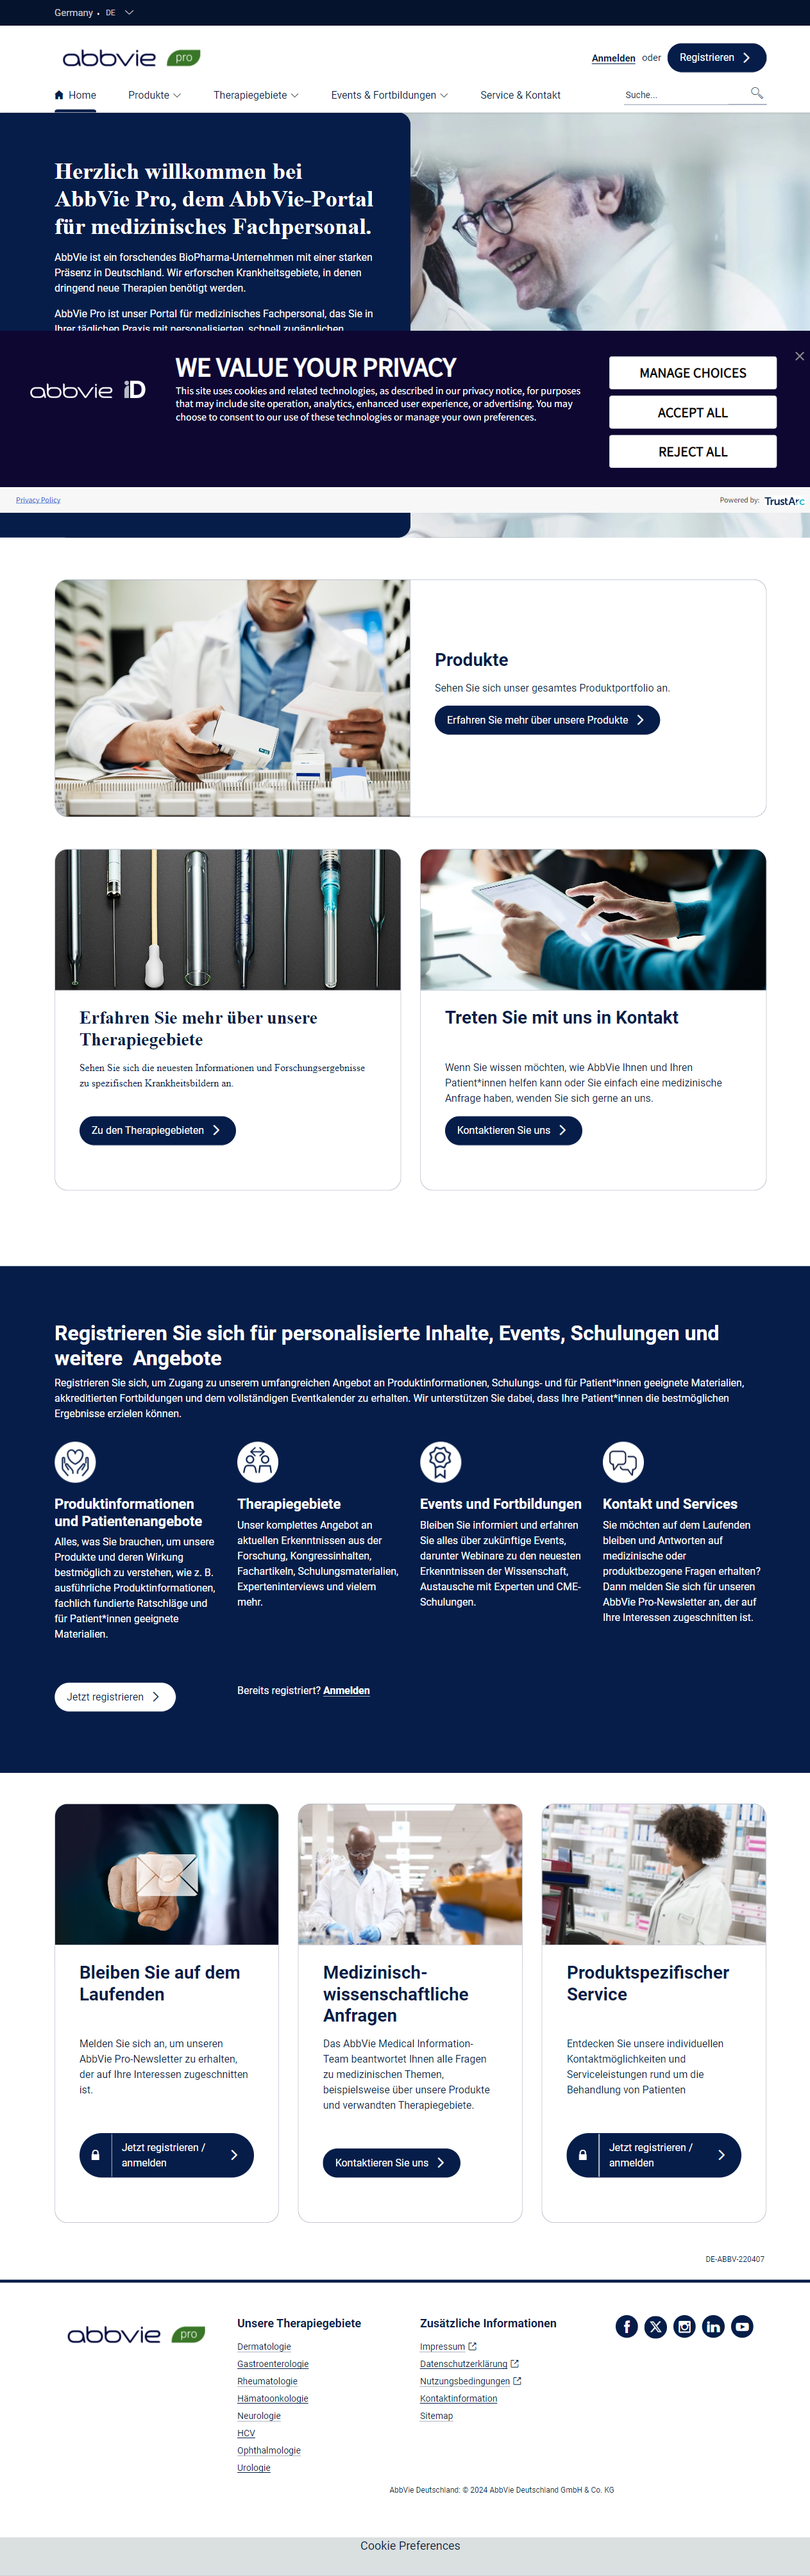 Germany • DE
abbvie pro
Anmelden oder Registrieren
Home Produkte Therapiegebiete Events & Fortbildungen Service & Kontakt Suche...
Herzlich willkommen bei
AbbVie Pro, dem AbbVie-Portal
für medizinisches Fachpersonal.
AbbVie ist ein forschendes BioPharma-Unternehmen mit einer starken
Präsenz in Deutschland. Wir erforschen Krankheitsgebiete, in denen
dringend neue Therapien benötigt werden.
AbbVie Pro ist unser Portal für medizinisches Fachpersonal, das Sie in
Ihrer täglichen Praxis mit personalisierten, schnell zugänglichen
abbvie iD
WE VALUE YOUR PRIVACY
This site uses cookies and related technologies, as described in our privacy notice, for purposes
that may include site operation, analytics, enhanced user experience, or advertising. You may
choose to consent to our use of these technologies or manage your own preferences.
MANAGE CHOICES
ACCEPT ALL
REJECT ALL
Privacy Policy
Powered by: TrustArc
Produkte
Sehen Sie sich unser gesamtes Produktportfolio an.
Erfahren Sie mehr über unsere Produkte
Erfahren Sie mehr über unsere
Therapiegebiete
Sehen Sie sich die neuesten Informationen und Forschungsergebnisse
zu spezifischen Krankheitsbildern an.
Zu den Therapiegebieten
Treten Sie mit uns in Kontakt
Wenn Sie wissen möchten, wie AbbVie Ihnen und Ihren
Patient*innen helfen kann oder Sie einfach eine medizinische
Anfrage haben, wenden Sie sich gerne an uns.
Kontaktieren Sie uns
Registrieren Sie sich für personalisierte Inhalte, Events, Schulungen und
weitere Angebote
Registrieren Sie sich, um Zugang zu unserem umfangreichen Angebot an Produktinformationen, Schulungs- und für Patient*innen geeignete Materialien,
akkreditierten Fortbildungen und dem vollständigen Eventkalender zu erhalten. Wir unterstützen Sie dabei, dass Ihre Patient*innen die bestmöglichen
Ergebnisse erzielen können.
Produktinformationen
und Patientenangebote
Alles, was Sie brauchen, um unsere
Produkte und deren Wirkung
bestmöglich zu verstehen, wie z. B.
ausführliche Produktinformationen,
fachlich fundierte Ratschläge und
für Patient*innen geeignete
Materialien.
Therapiegebiete
Unser komplettes Angebot an
aktuellen Erkenntnissen aus der
Forschung, Kongressinhalten,
Fachartikeln, Schulungsmaterialien,
Experteninterviews und vielem
mehr.
Events und Fortbildungen
Bleiben Sie informiert und erfahren
Sie alles über zukünftige Events,
darunter Webinare zu den neuesten
Erkenntnissen der Wissenschaft,
Austausche mit Experten und CME-
Schulungen.
Kontakt und Services
Sie möchten auf dem Laufenden
bleiben und Antworten auf
medizinische oder
produktbezogene Fragen erhalten?
Dann melden Sie sich für unseren
AbbVie Pro-Newsletter an, der auf
Ihre Interessen zugeschnitten ist.
Jetzt registrieren
Bereits registriert? Anmelden
Bleiben Sie auf dem
Laufenden
Melden Sie sich an, um unseren
AbbVie Pro-Newsletter zu erhalten,
der auf Ihre Interessen zugeschnitten
ist.
Jetzt registrieren /
anmelden
Medizinisch-
wissenschaftliche
Anfragen
Das AbbVie Medical Information-
Team beantwortet Ihnen alle Fragen
zu medizinischen Themen,
beispielsweise über unsere Produkte
und verwandten Therapiegebiete.
Kontaktieren Sie uns
Produktspezifischer
Service
Entdecken Sie unsere individuellen
Kontaktmöglichkeiten und
Serviceleistungen rund um die
Behandlung von Patienten
Jetzt registrieren /
anmelden
DE-ABBV-220407
abbvie pro
Unsere Therapiegebiete
Dermatologie
Gastroenterologie
Rheumatologie
Hämatoonkologie
Neurologie
HCV
Ophthalmologie
Urologie
Zusätzliche Informationen
Impressum
Datenschutzerklärung
Nutzungsbedingungen
Kontaktinformation
Sitemap
AbbVie Deutschland: © 2024 AbbVie Deutschland GmbH & Co. KG
Cookie Preferences